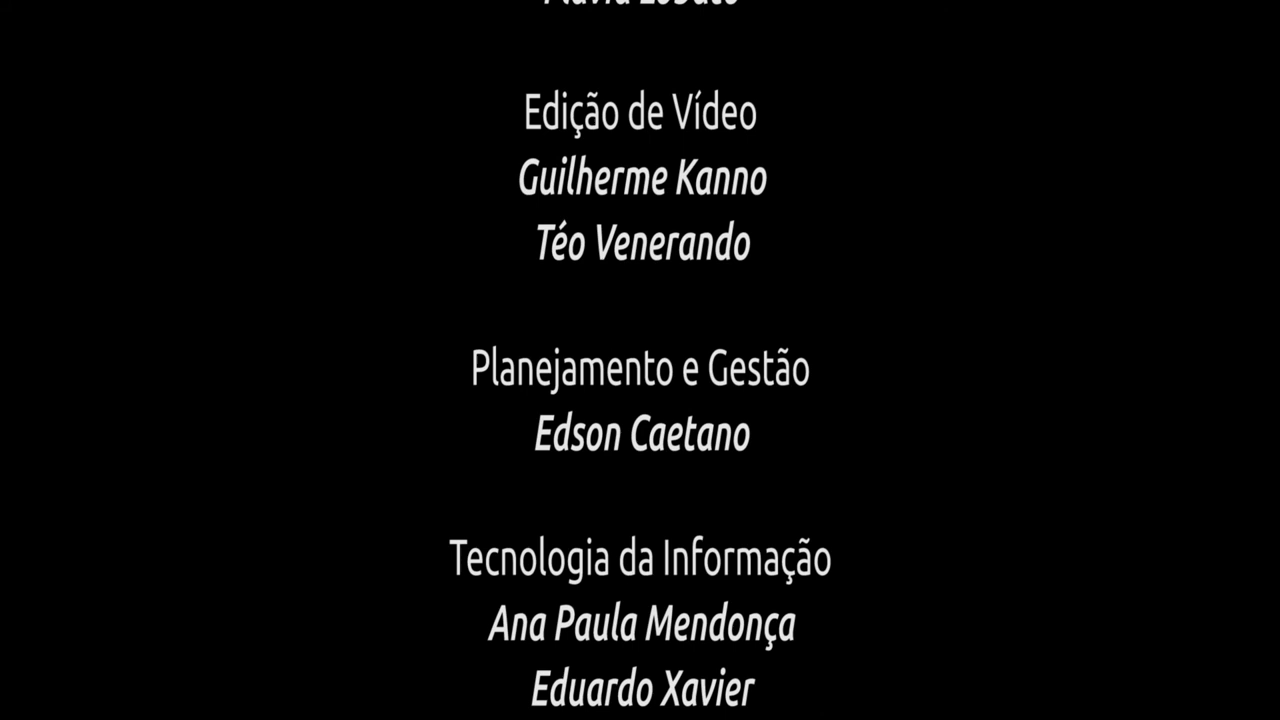 Edição de Vídeo
Guilherme Kanno
Téo Venerando
Planejamento e Gestão
Edson Caetano
Tecnologia da Informação
Ana Paula Mendonça
Eduardo Xavier